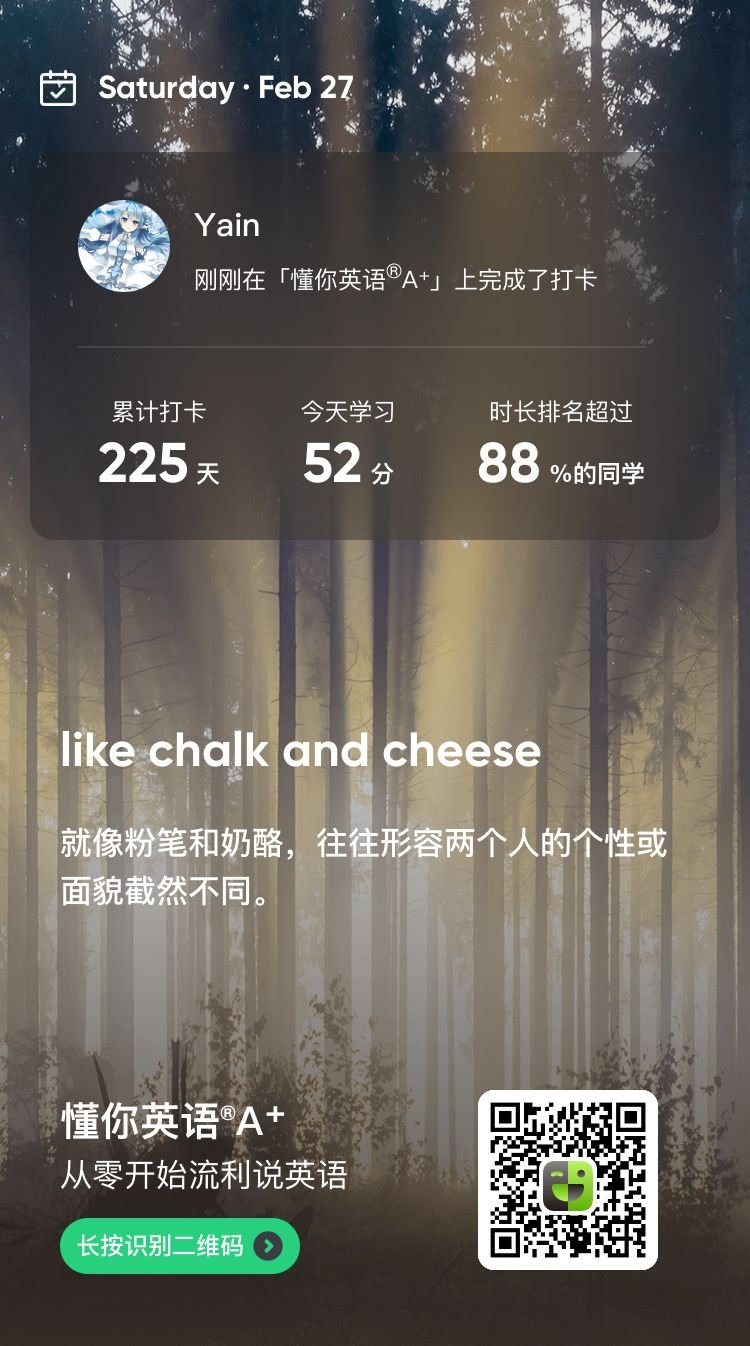 Saturday · Feb 27
Yain
刚刚在「懂你英语®A⁺」上完成了打卡
累计打卡 今天学习 时长排名超过
225 天 52 分 88 %的同学
like chalk and cheese
就像粉笔和奶酪，往往形容两个人的个性或
面貌截然不同。
懂你英语®A⁺
从零开始流利说英语
长按识别二维码